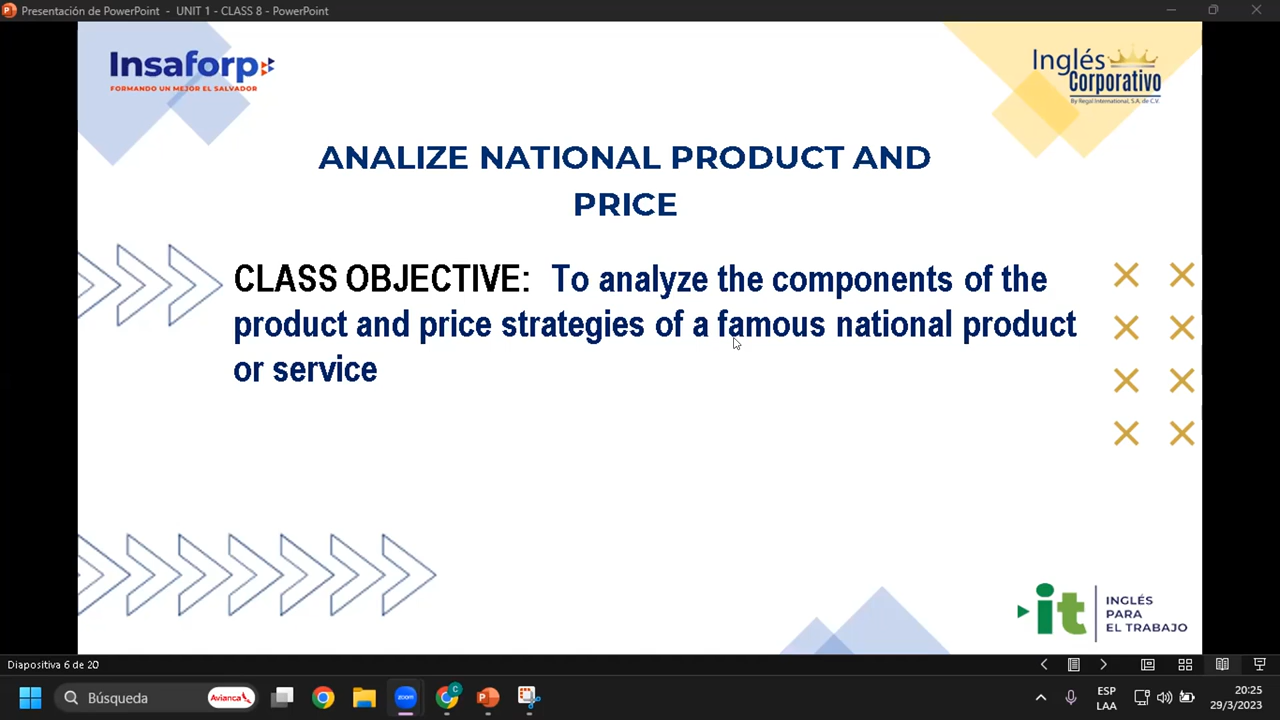 Presentación de PowerPoint - UNIT 1 - CLASS 8 - PowerPoint
Insaforp
FORMANDO UN MEJOR EL SALVADOR
Inglés
Corporativo
By Regal International, S.A. de C.V.
ANALIZE NATIONAL PRODUCT AND
PRICE
CLASS OBJECTIVE: To analyze the components of the
product and price strategies of a famous national product
or service
it
INGLÉS
PARA
EL TRABAJO
Diapositiva 6 de 20
Búsqueda
Avianca
zoom
C
P
ESP
LAA
20:25
29/3/2023